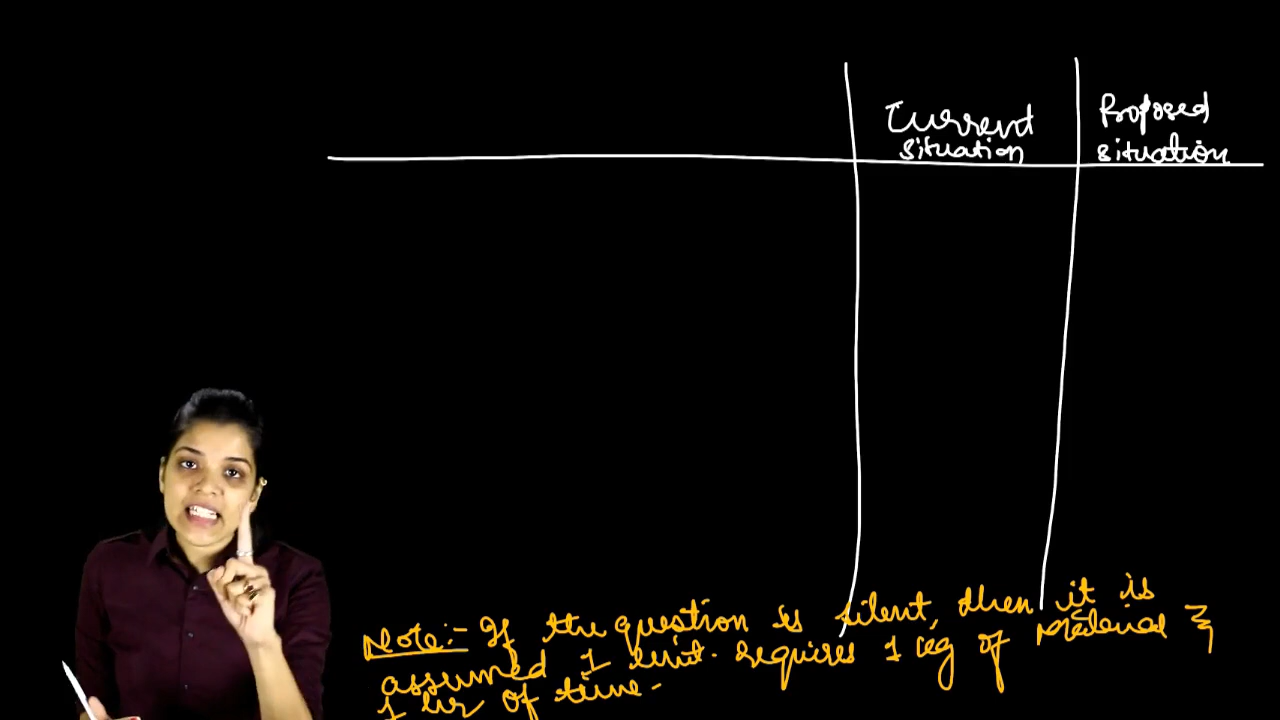 Current
situation
Proposed
situation
Note:- If the question is silent, then it is
assumed 1 unit. requires 1 kg of Material &
1 hr of time.